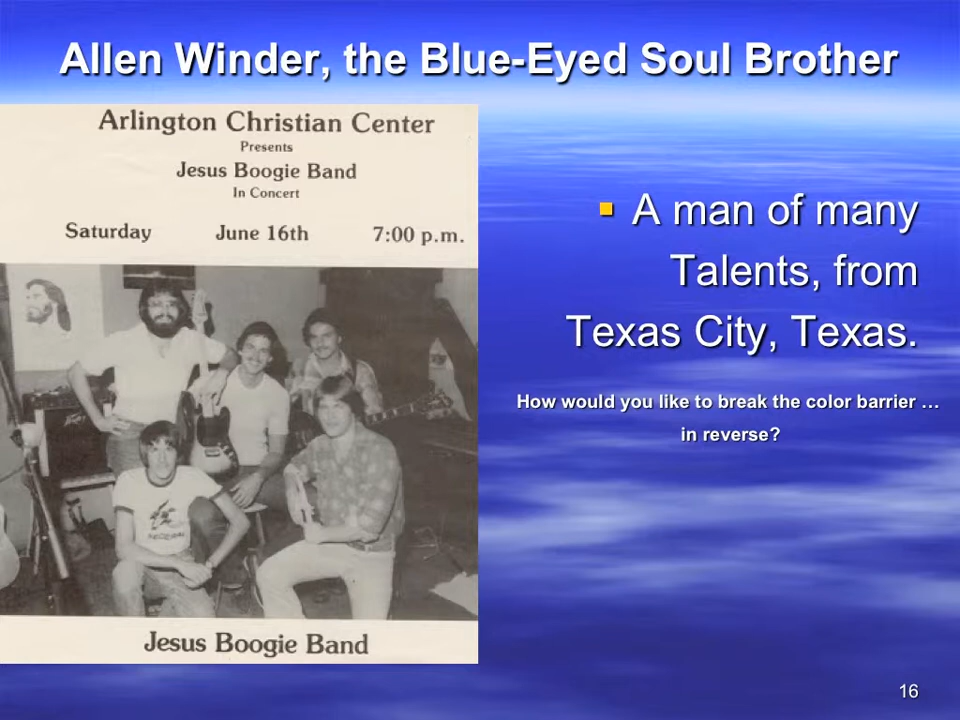 Allen Winder, the Blue-Eyed Soul Brother
Arlington Christian Center
Presents
Jesus Boogie Band
In Concert
Saturday June 16th 7:00 p.m.
Jesus Boogie Band
A man of many
Talents, from
Texas City, Texas.
How would you like to break the color barrier …
in reverse?
16